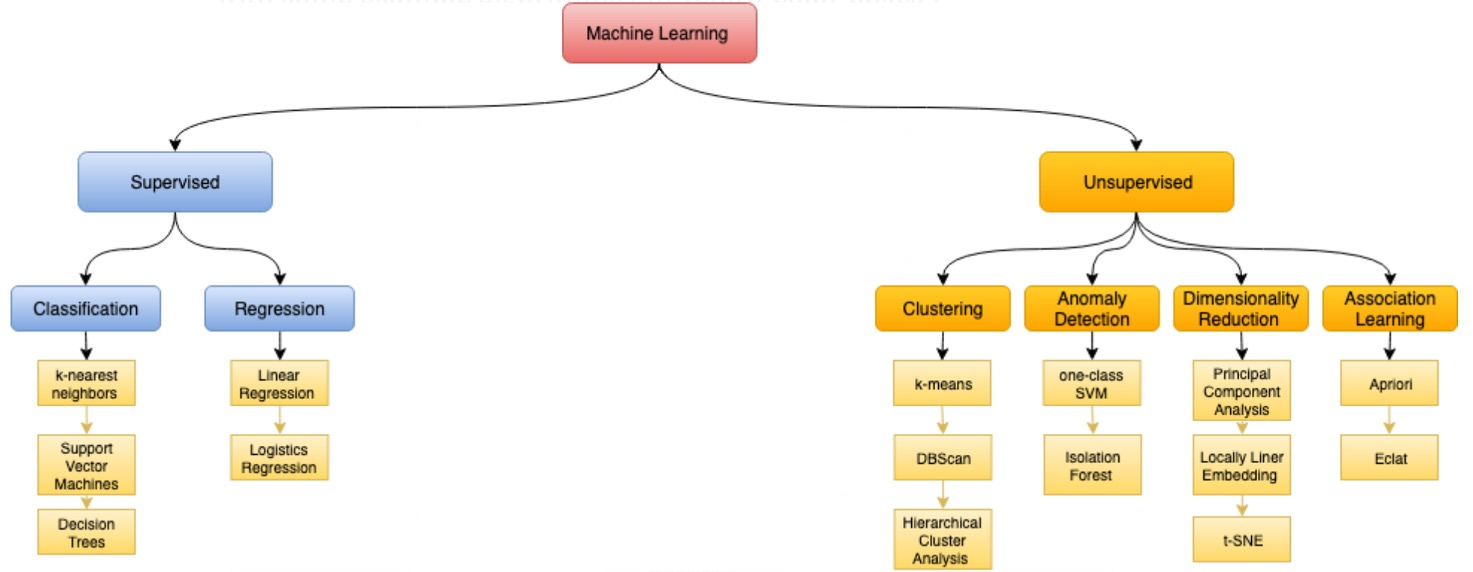 Machine Learning
Supervised
Unsupervised
Classification
Regression
Clustering
Anomaly
Detection
Dimensionality
Reduction
Association
Learning
k-nearest
neighbors
Linear
Regression
k-means
one-class
SVM
Principal
Component
Analysis
Apriori
Support
Vector
Machines
Logistics
Regression
DBScan
Isolation
Forest
Locally Liner
Embedding
Eclat
Decision
Trees
Hierarchical
Cluster
Analysis
t-SNE